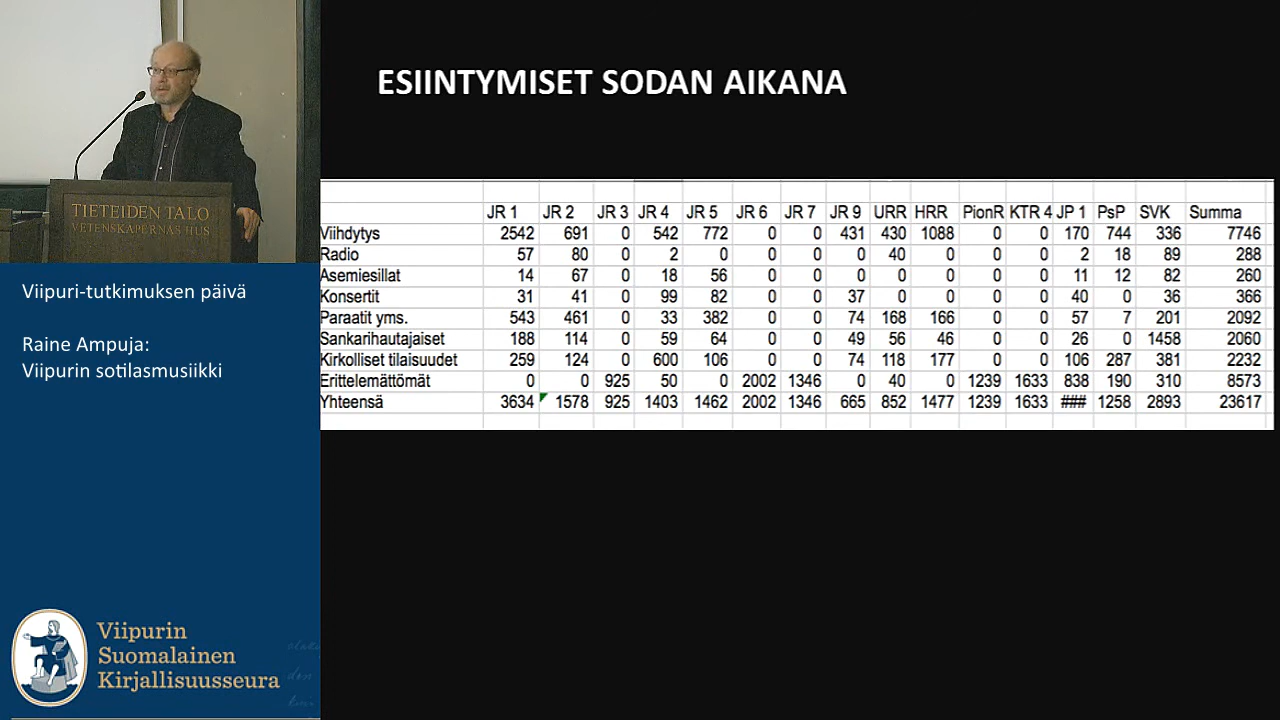 ESIINTYMISET SODAN AIKANA
TIETEIDEN TALO
VETENSKAPERNAS HUS
Viipuri-tutkimuksen päivä
Raine Ampuja:
Viipurin sotilasmusiikki
Viipurin
Suomalainen
Kirjallisuusseura
JR 1 JR 2 JR 3 JR 4 JR 5 JR 6 JR 7 JR 9 URR HRR PionR KTR 4 JP 1 PsP SVK Summa
Viihdytys 2542 691 0 542 772 0 0 431 430 1088 0 0 170 744 336 7746
Radio 57 80 0 2 0 0 0 0 40 0 0 0 2 18 89 288
Asemiesillat 14 67 0 18 56 0 0 0 0 0 0 0 11 12 82 260
Konsertit 31 41 0 99 82 0 0 37 0 0 0 0 40 0 36 366
Paraatit yms. 543 461 0 33 382 0 0 74 168 166 0 0 57 7 201 2092
Sankarihautajaiset 188 114 0 59 64 0 0 49 56 46 0 0 26 0 1458 2060
Kirkolliset tilaisuudet 259 124 0 600 106 0 0 74 118 177 0 0 106 287 381 2232
Erittelemättömät 0 0 925 50 0 2002 1346 0 40 0 1239 1633 838 190 310 8573
Yhteensä 3634 1578 925 1403 1462 2002 1346 665 852 1477 1239 1633 ### 1258 2893 23617